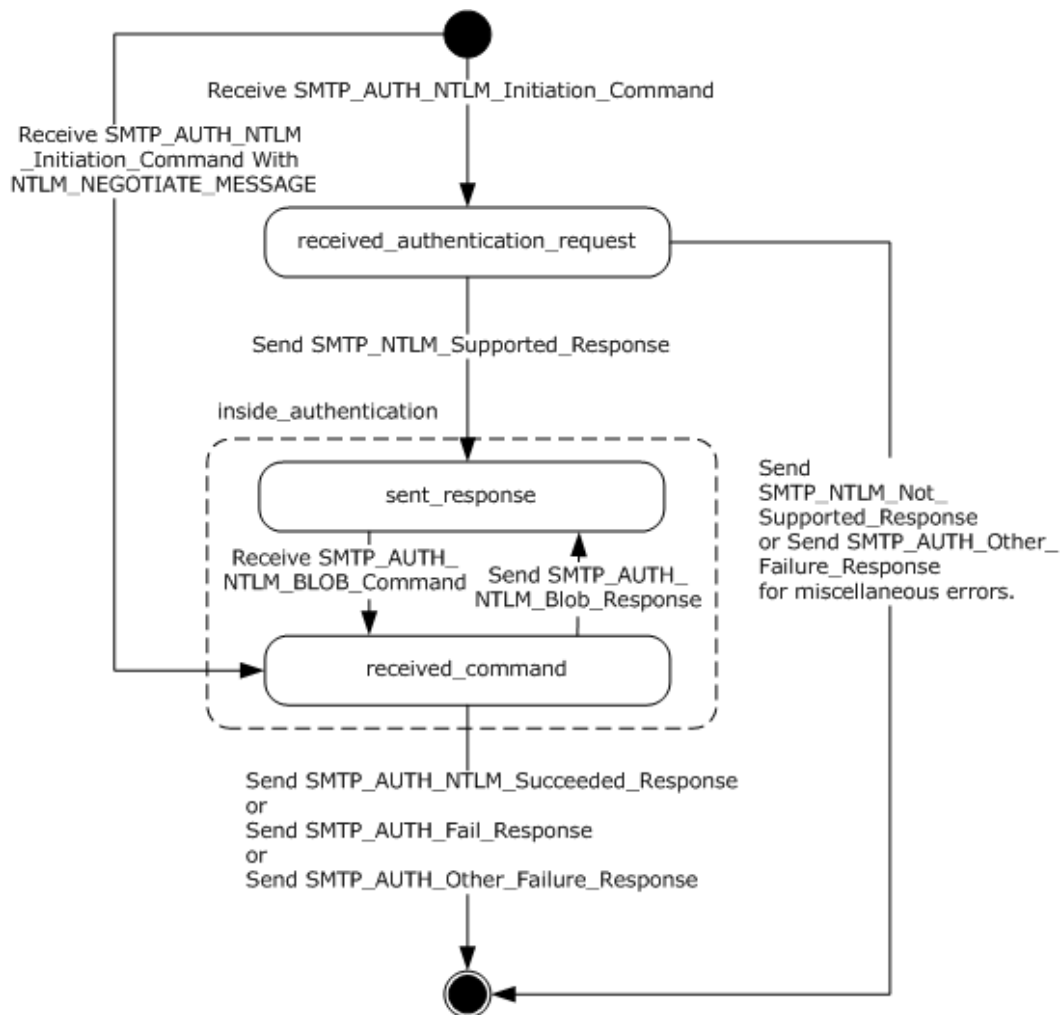 Receive SMTP_AUTH_NTLM_Initiation_Command
Receive SMTP_AUTH_NTLM
_Initiation_Command With
NTLM_NEGOTIATE_MESSAGE
received_authentication_request
Send SMTP_NTLM_Supported_Response
inside_authentication
sent_response
Receive SMTP_AUTH_
NTLM_BLOB_Command
Send SMTP_AUTH_
NTLM_Blob_Response
received_command
Send
SMTP_NTLM_Not_
Supported_Response
or Send SMTP_AUTH_Other_
Failure_Response
for miscellaneous errors.
Send SMTP_AUTH_NTLM_Succeeded_Response
or
Send SMTP_AUTH_Fail_Response
or
Send SMTP_AUTH_Other_Failure_Response